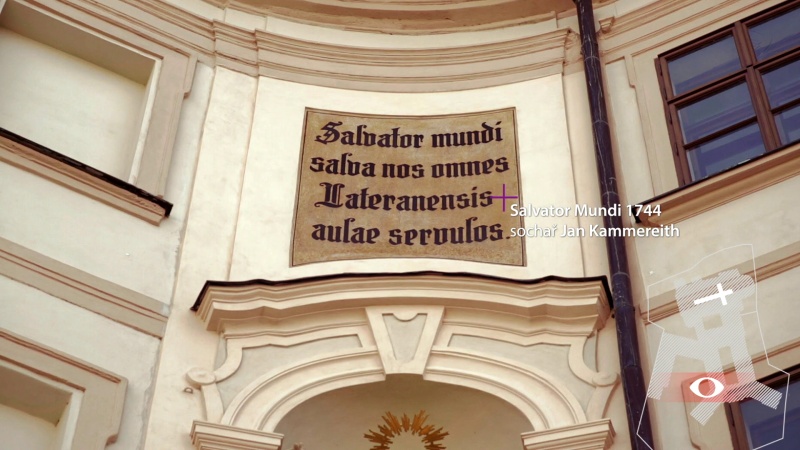 Salvator mundi
salva nos omnes
Lateranensis
aulae servulos.
Salvator Mundi 1744
sochař Jan Kammereith